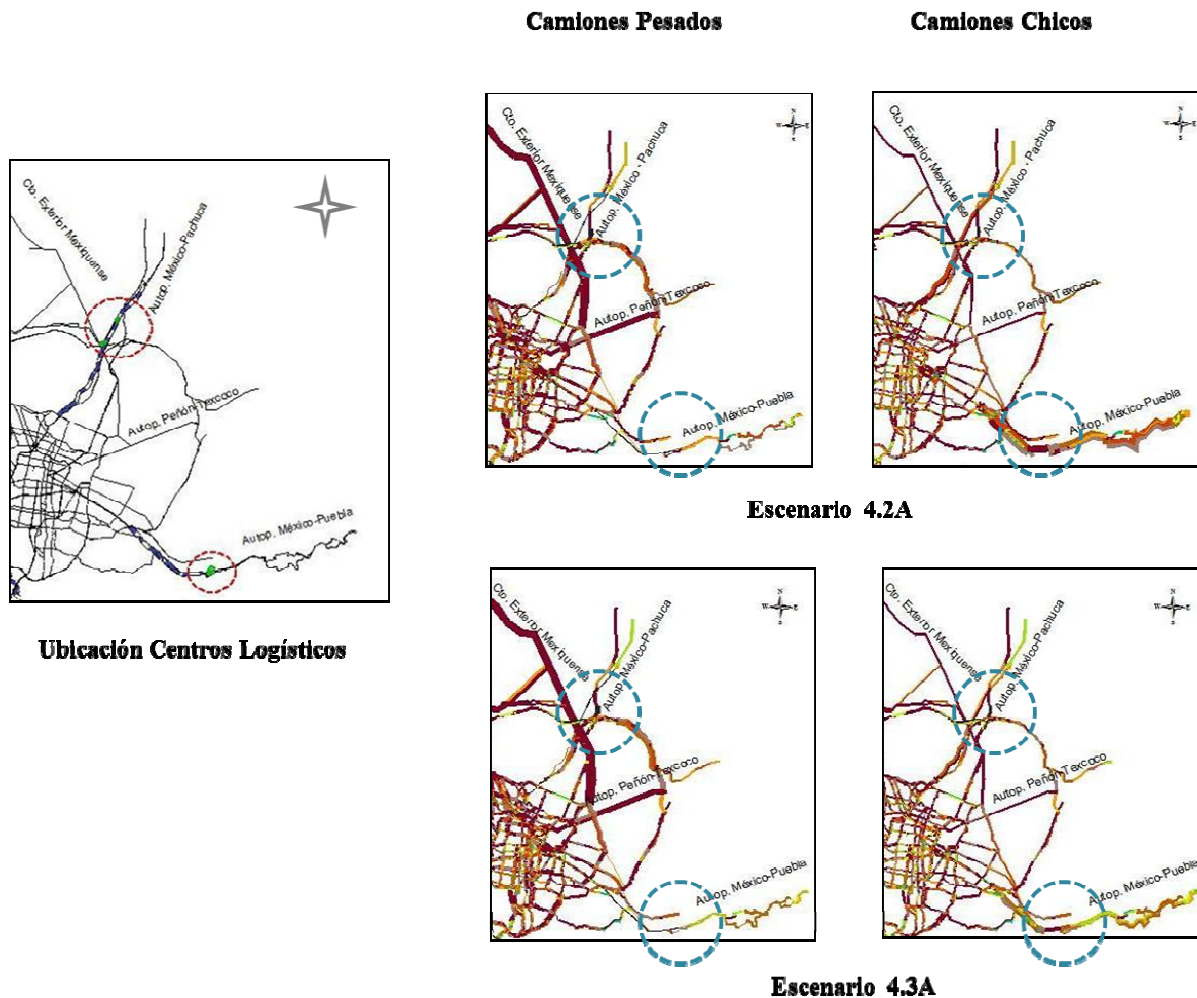 Camiones Pesados
Camiones Chicos
Cto. Exterior Mexiquense
Autop. México-Pachuca
Autop. Peñón-Texcoco
Autop. México-Puebla
Ubicación Centros Logísticos
N
W
E
S
Cto. Exterior Mexiquense
Autop. México - Pachuca
Autop. Peñón-Texcoco
Autop. México-Puebla
N
W
E
S
Cto. Exterior Mexiquense
Autop. México - Pachuca
Autop. Peñón-Texcoco
Autop. México-Puebla
Escenario 4.2A
N
W
E
S
Cto. Exterior Mexiquense
Autop. México-Pachuca
Autop. Peñón-Texcoco
Autop. México-Puebla
N
W
E
S
Cto. Exterior Mexiquense
Autop. México-Pachuca
Autop. Peñón-Texcoco
Autop. México-Puebla
Escenario 4.3A